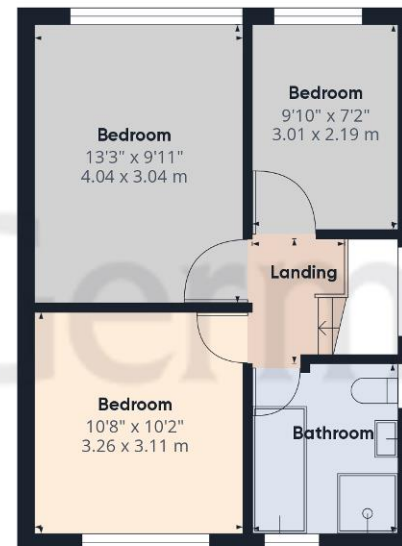 Bedroom
13'3" x 9'11"
4.04 x 3.04 m
Bedroom
9'10" x 7'2"
3.01 x 2.19 m
Landing
Bedroom
10'8" x 10'2"
3.26 x 3.11 m
Bathroom